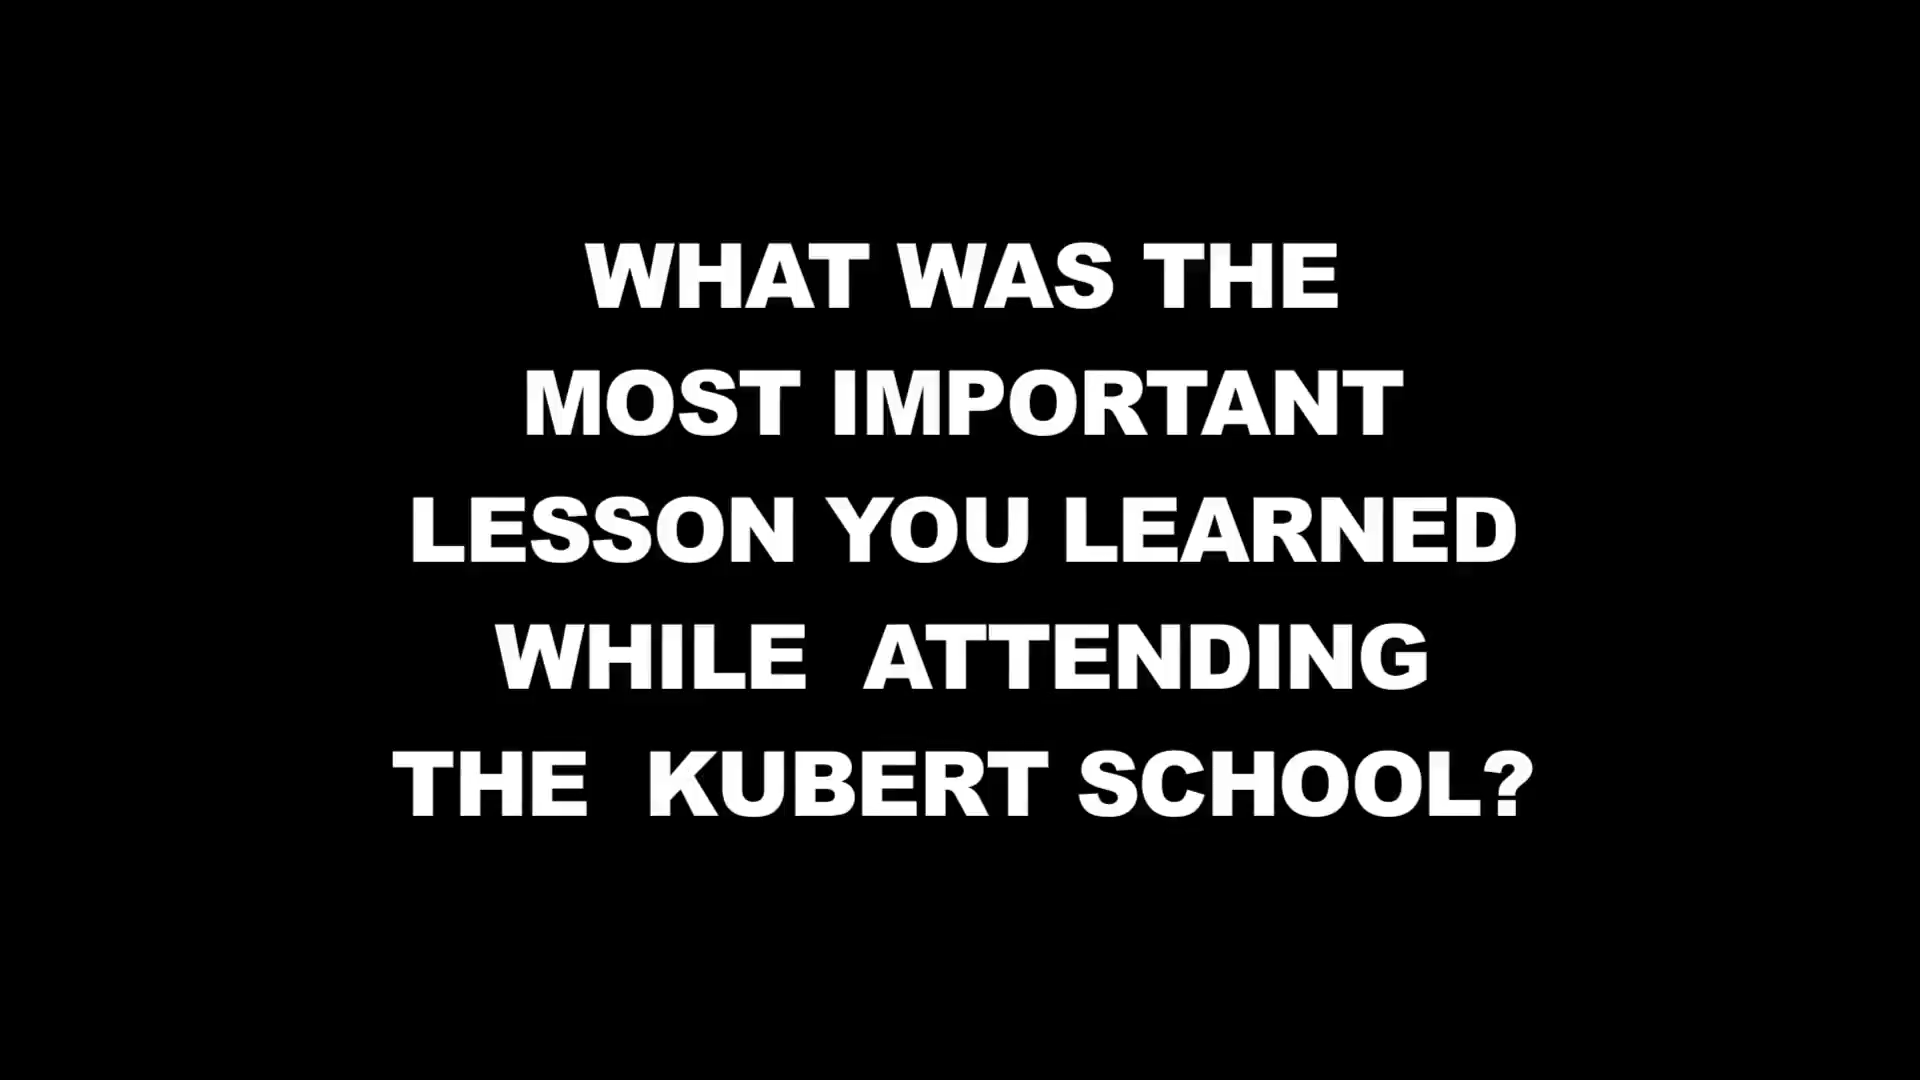 WHAT WAS THE
MOST IMPORTANT
LESSON YOU LEARNED
WHILE  ATTENDING
THE  KUBERT SCHOOL?